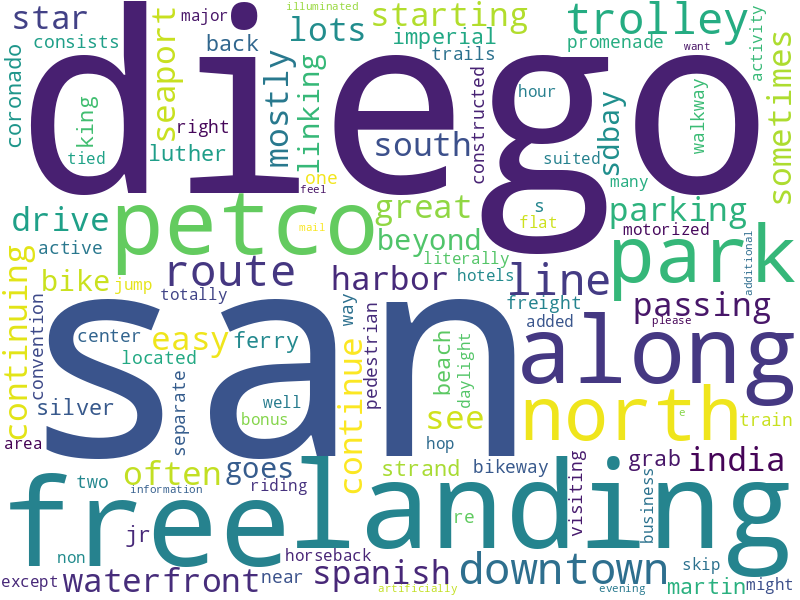 diego
san
free
landing
petco
park
along
north
downtown
trolley
route
line
south
great
harbor
spanish
waterfront
india
star
lots
starting
imperial
promenade
illuminated
major
consists
back
trails
want
activity
coronado
seaport
mostly
linking
king
tied
right
luther
constructed
hour
suited
sdbay
walkway
sometimes
many
one
feel
s
flat
mail
drive
active
beyond
literally
parking
motorized
additional
bike
jump
totally
hotels
freight
added
passing
please
continuing
convention
center
located
easy
ferry
way
pedestrian
beach
daylight
silver
separate
bonus
well
continue
see
hop
e
train
area
often
goes
two
information
riding
strand
bikeway
re
visiting
grab
business
jr
non
horseback
except
near
artificially
evening
skip
martin
might